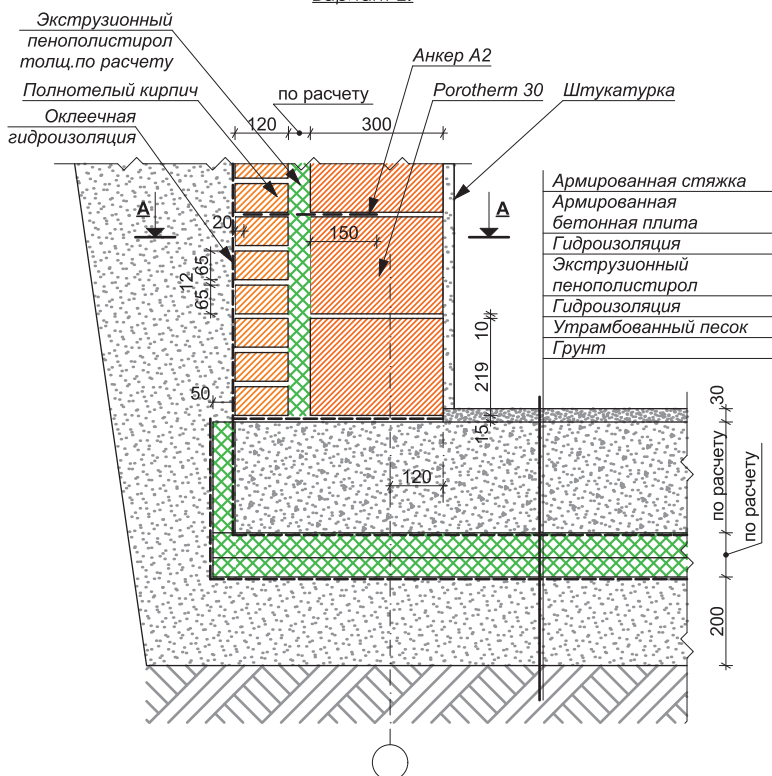 Экструзионный
пенополистирол
толщ.по расчету
Полнотелый кирпич
Оклеечная
гидроизоляция
по расчету
120
300
Анкер А2
Porotherm 30
Штукатурка
А
А
20
150
65
12
65
50
10
219
15
120
Армированная стяжка
Армированная
бетонная плита
Гидроизоляция
Экструзионный
пенополистирол
Гидроизоляция
Утрамбованный песок
Грунт
30
по расчету
по расчету
200